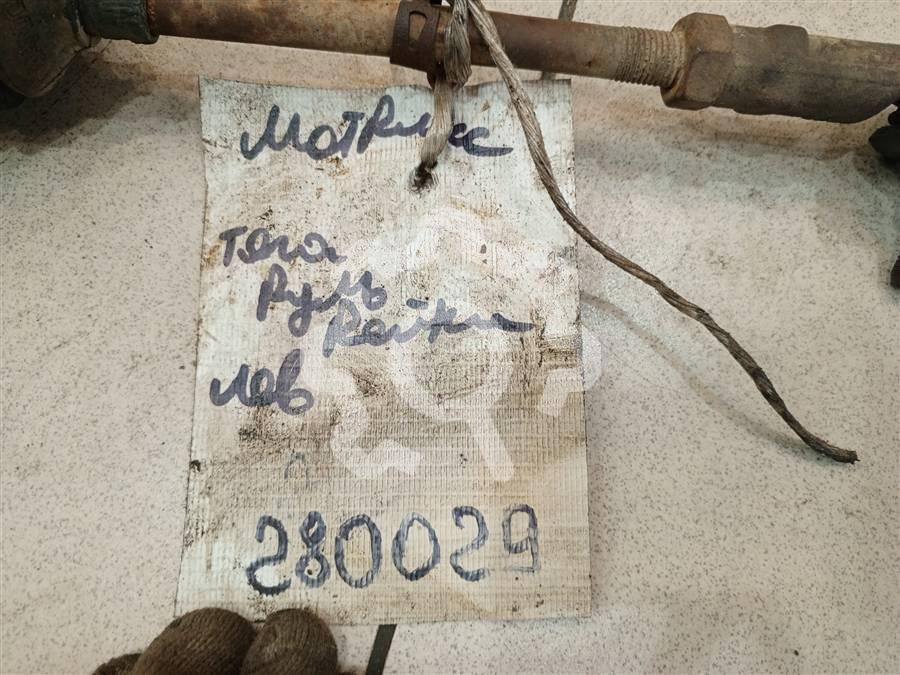 Матрикс
тяга
руль
рейки
лев
280029